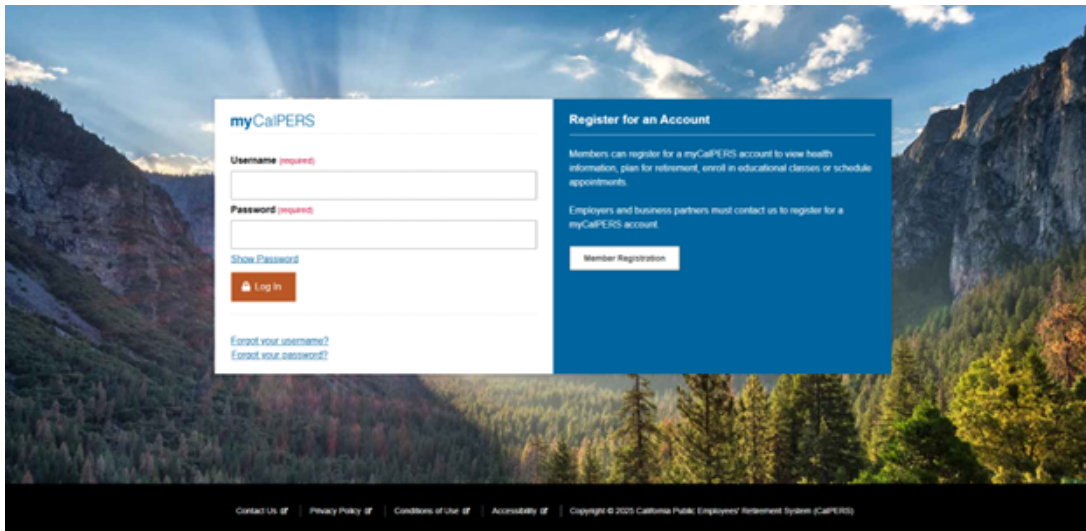 myCalPERS
Username (required)
Password (required)
Show Password
Log In
Forgot your username?
Forgot your password?
Register for an Account
Members can register for a myCalPERS account to view health
information, plan for retirement, enroll in educational classes or schedule
appointments.
Employers and business partners must contact us to register for a
myCalPERS account.
Member Registration
Contact Us | Privacy Policy | Conditions of Use | Accessibility | Copyright © 2025 California Public Employees' Retirement System (CalPERS)